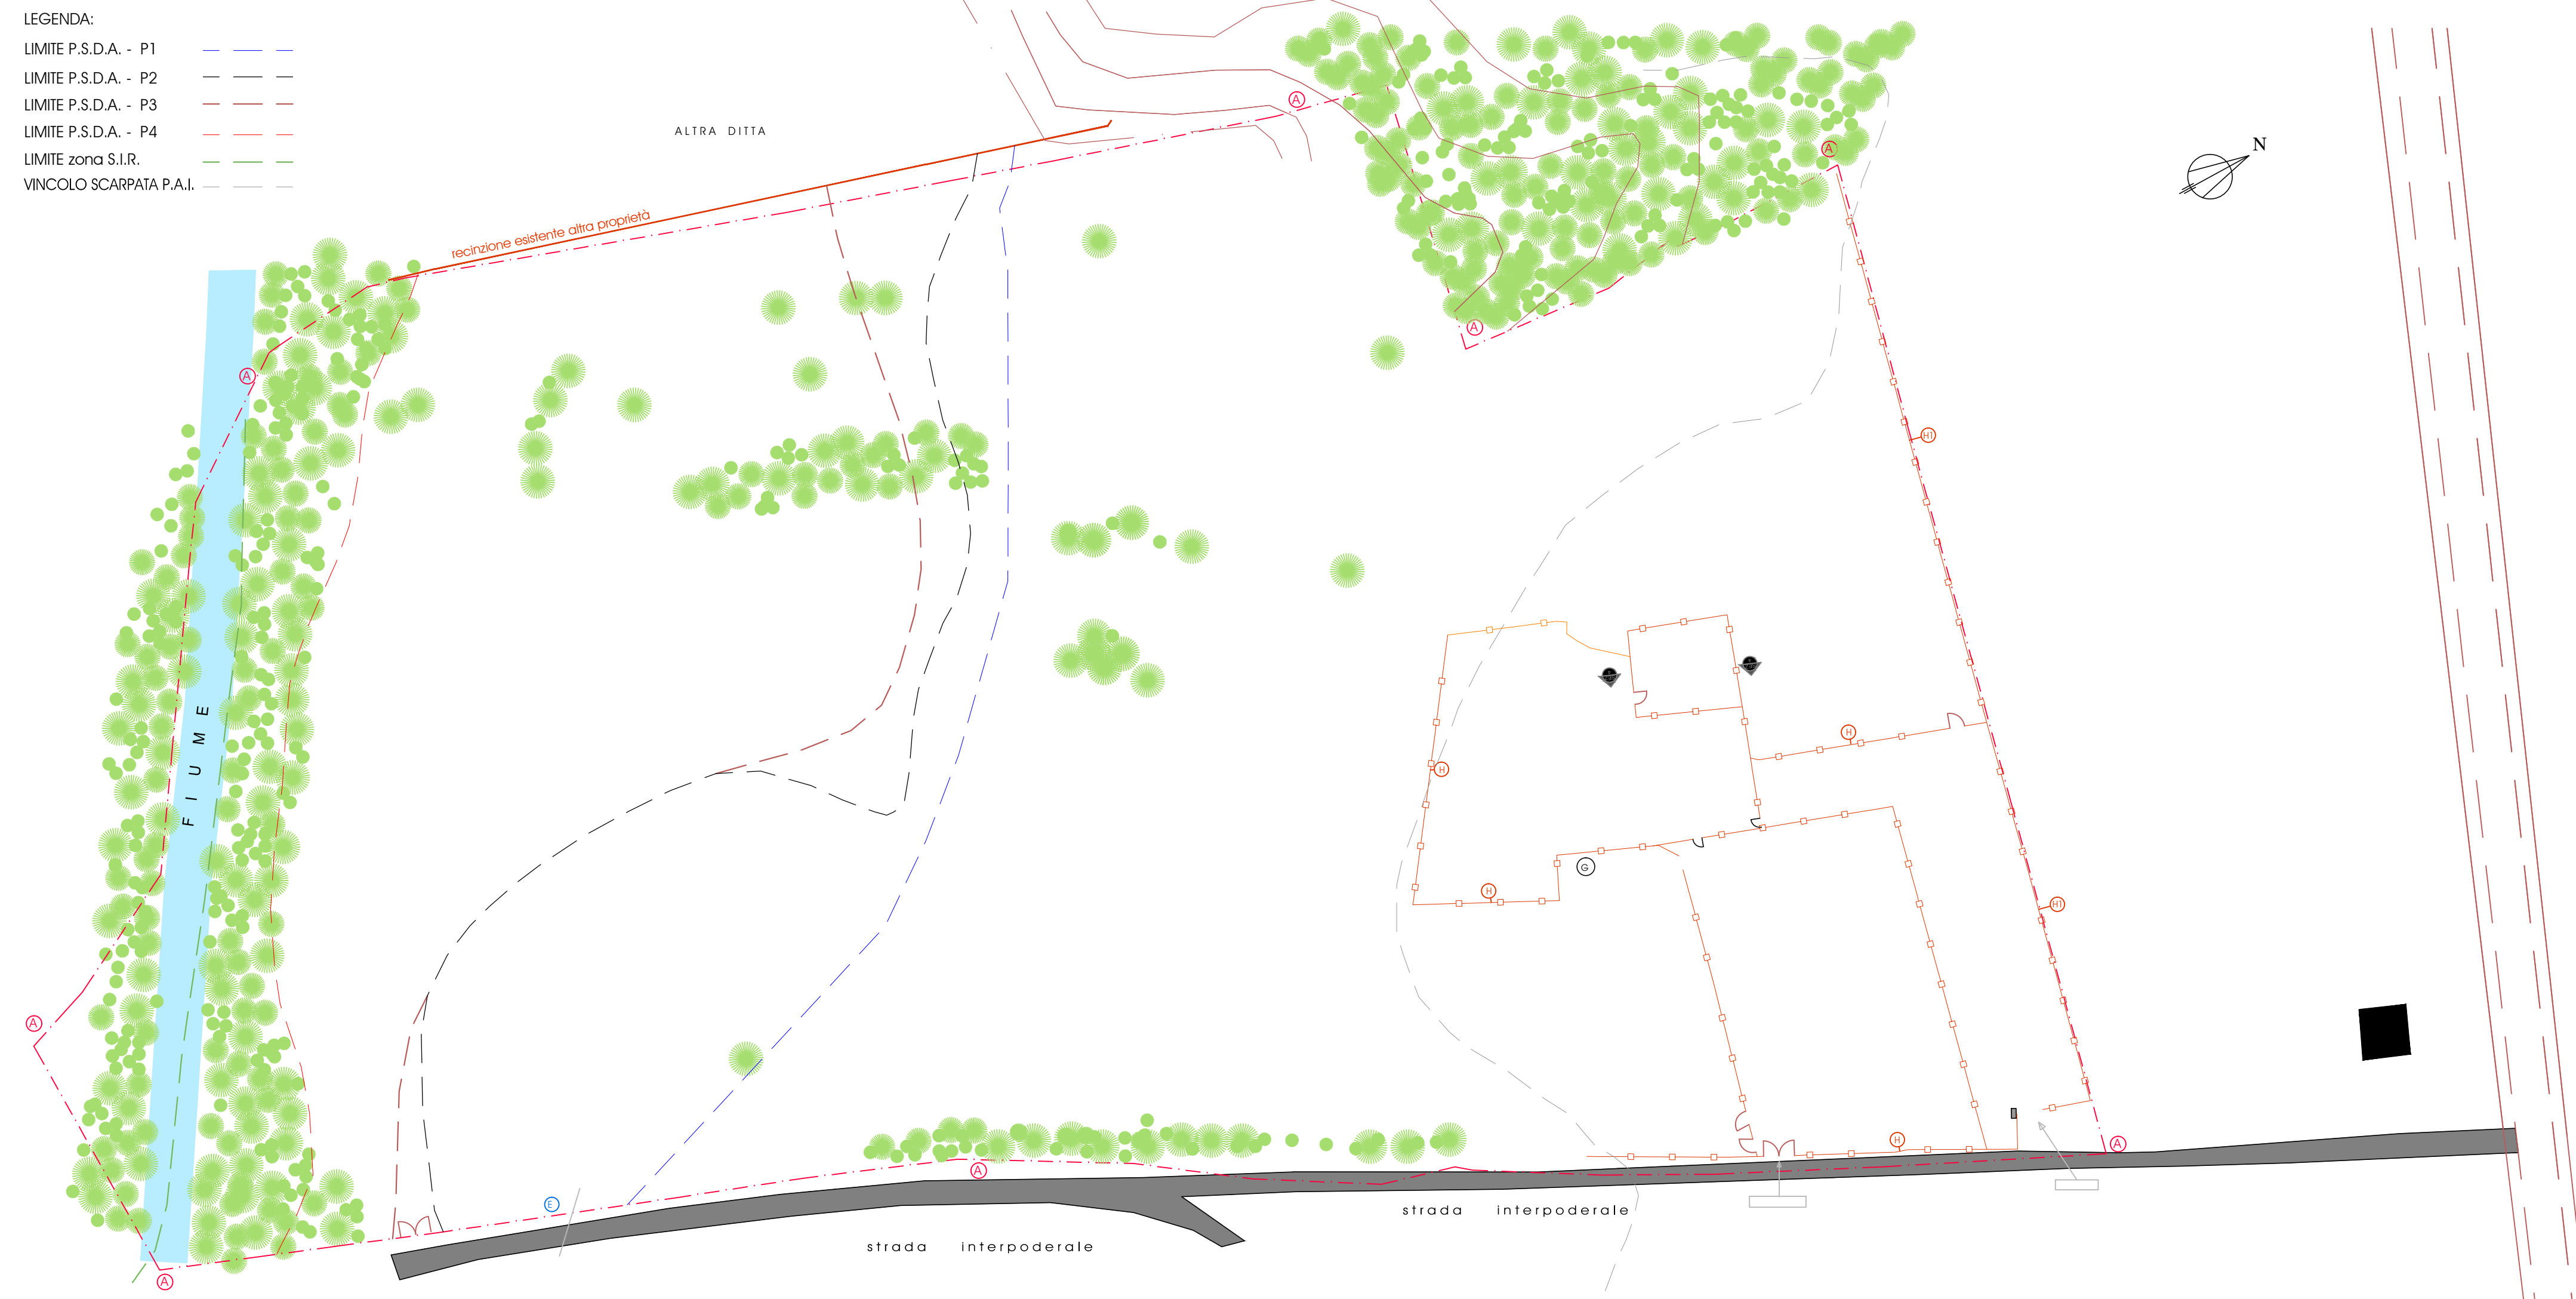 LEGENDA:
LIMITE P.S.D.A. - P1
LIMITE P.S.D.A. - P2
LIMITE P.S.D.A. - P3
LIMITE P.S.D.A. - P4
LIMITE zona S.I.R.
VINCOLO SCARPATA P.A.I.
ALTRA DITTA
N
A
A
recinzione esistente altra proprietà
A
A
H1
FIUME
H
H
G
H
H1
A
H
A
A
E
strada interpoderale
strada interpoderale
A